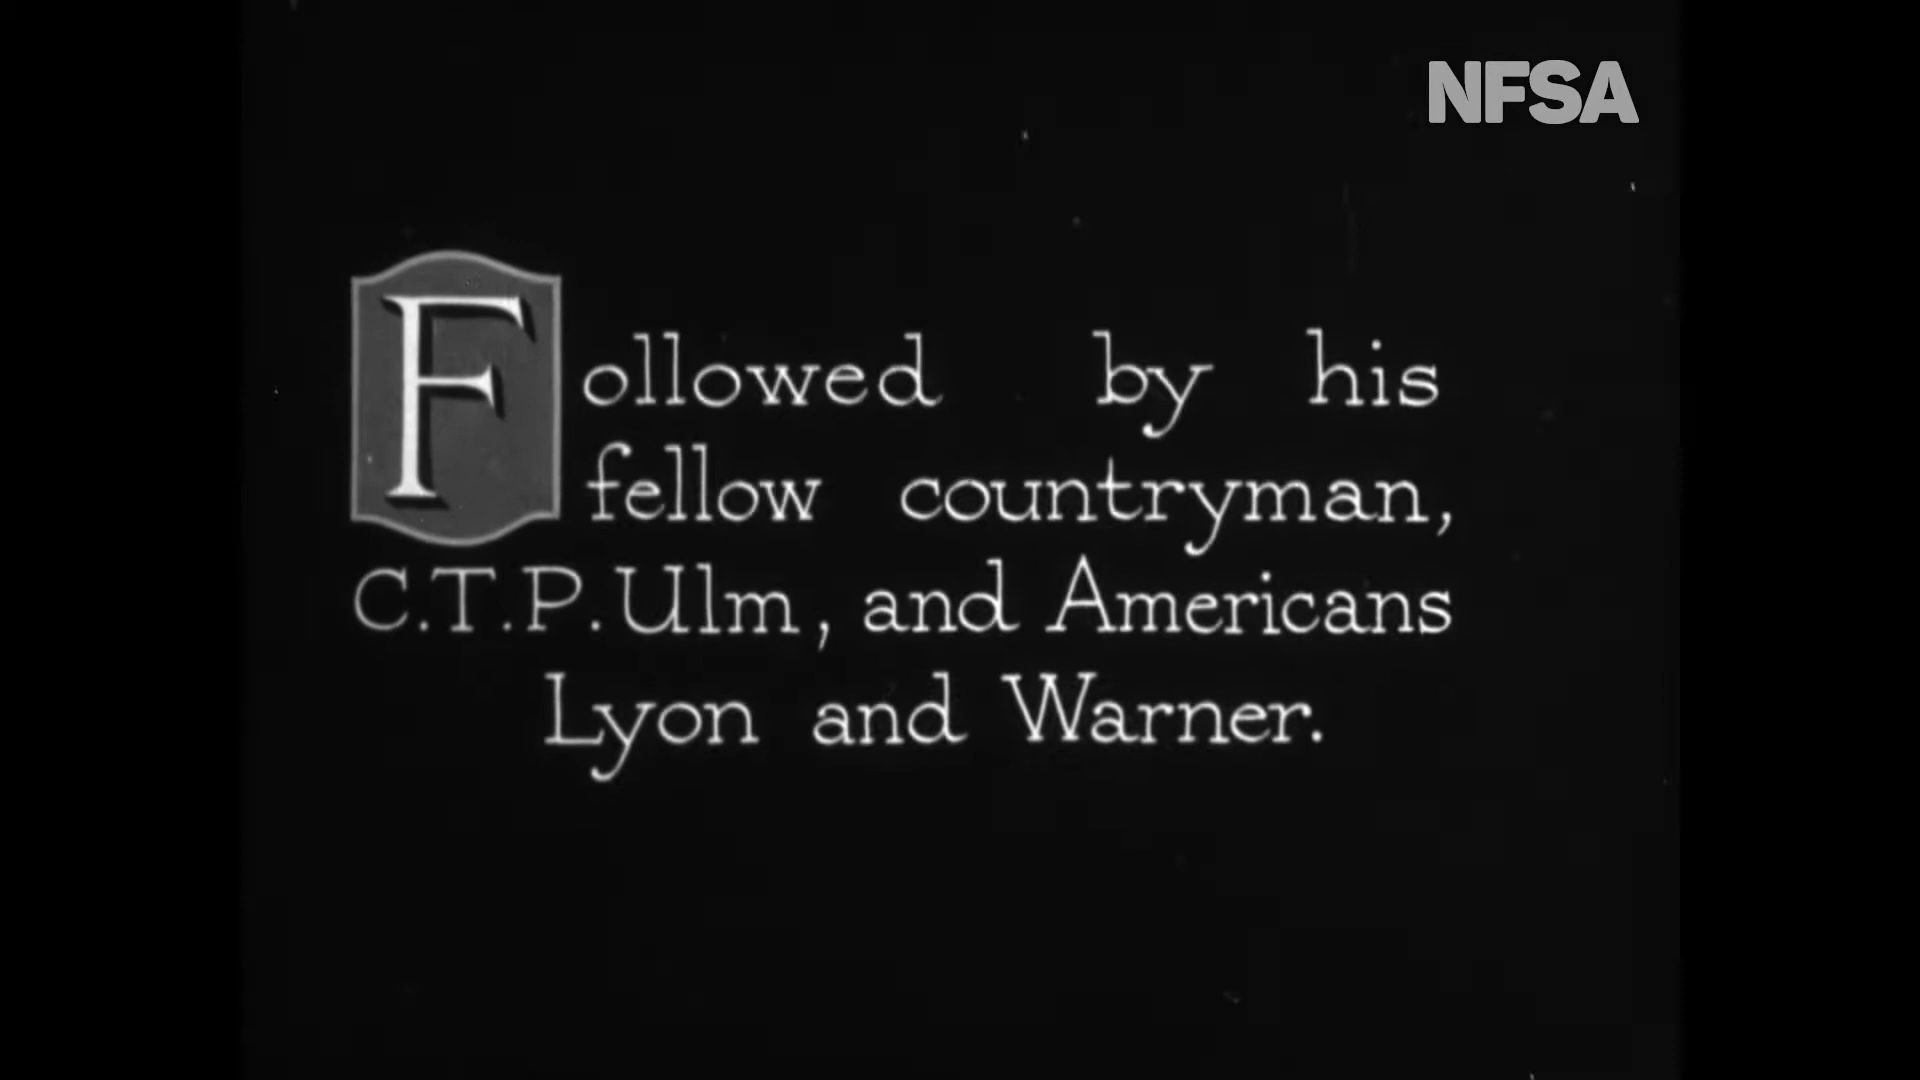 NFSA
Followed by his
fellow countryman,
C.T.P. Ulm, and Americans
Lyon and Warner.